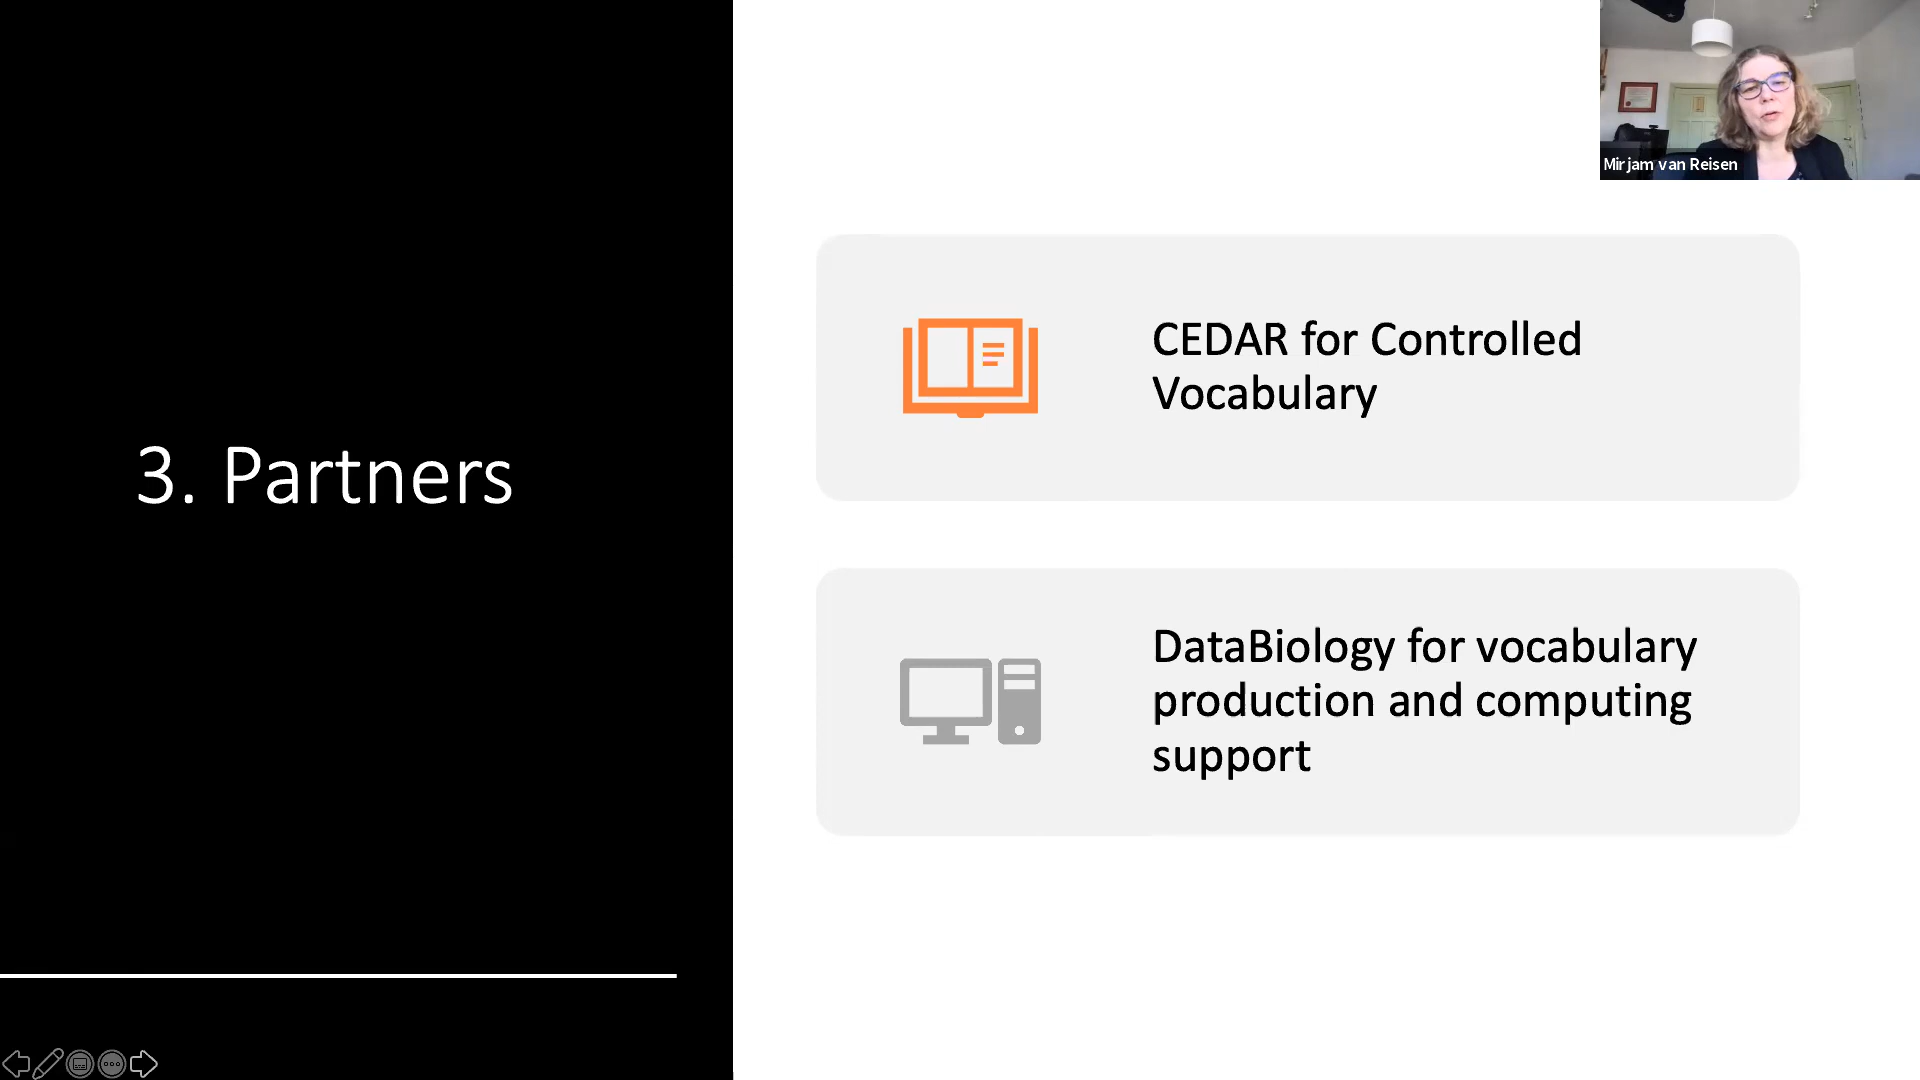 Mirjam van Reisen
3. Partners
CEDAR for Controlled
Vocabulary
DataBiology for vocabulary
production and computing
support